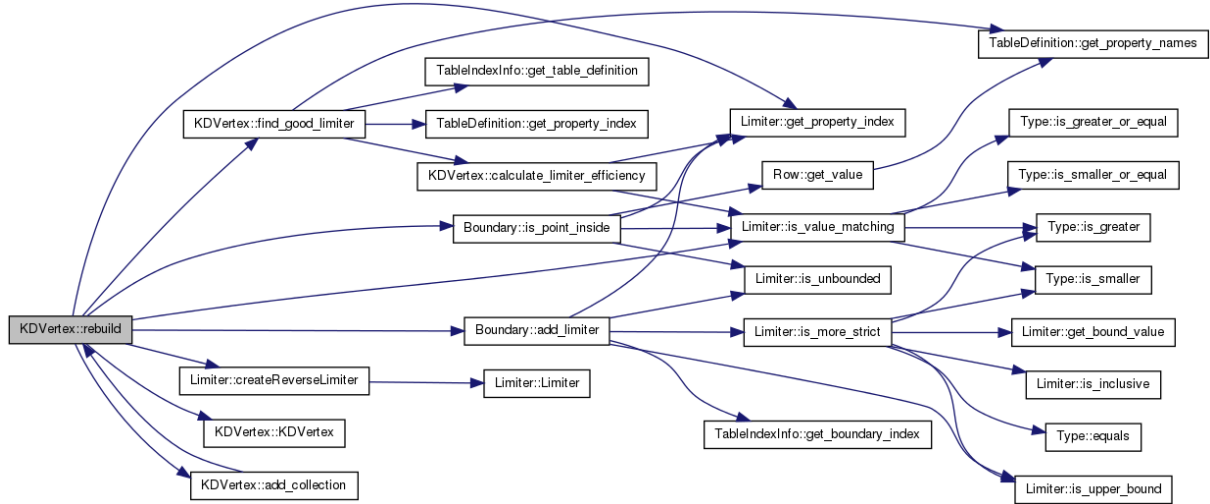 TableDefinition::get_property_names
TableIndexInfo::get_table_definition
KDVertex::find_good_limiter
TableDefinition::get_property_index
Limiter::get_property_index
Type::is_greater_or_equal
KDVertex::calculate_limiter_efficiency
Row::get_value
Type::is_smaller_or_equal
Boundary::is_point_inside
Limiter::is_value_matching
Type::is_greater
Limiter::is_unbounded
Type::is_smaller
KDVertex::rebuild
Boundary::add_limiter
Limiter::is_more_strict
Limiter::get_bound_value
Limiter::createReverseLimiter
Limiter::Limiter
Limiter::is_inclusive
KDVertex::KDVertex
TableIndexInfo::get_boundary_index
Type::equals
KDVertex::add_collection
Limiter::is_upper_bound